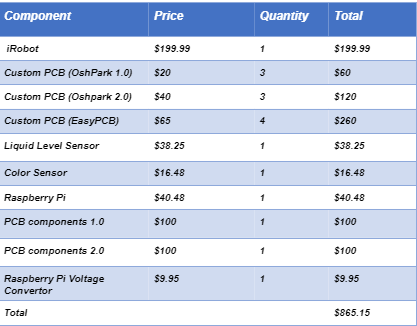 Component Price Quantity Total
iRobot $199.99 1 $199.99
Custom PCB (OshPark 1.0) $20 3 $60
Custom PCB (Oshpark 2.0) $40 3 $120
Custom PCB (EasyPCB) $65 4 $260
Liquid Level Sensor $38.25 1 $38.25
Color Sensor $16.48 1 $16.48
Raspberry Pi $40.48 1 $40.48
PCB components 1.0 $100 1 $100
PCB components 2.0 $100 1 $100
Raspberry Pi Voltage $9.95 1 $9.95
Convertor
Total $865.15